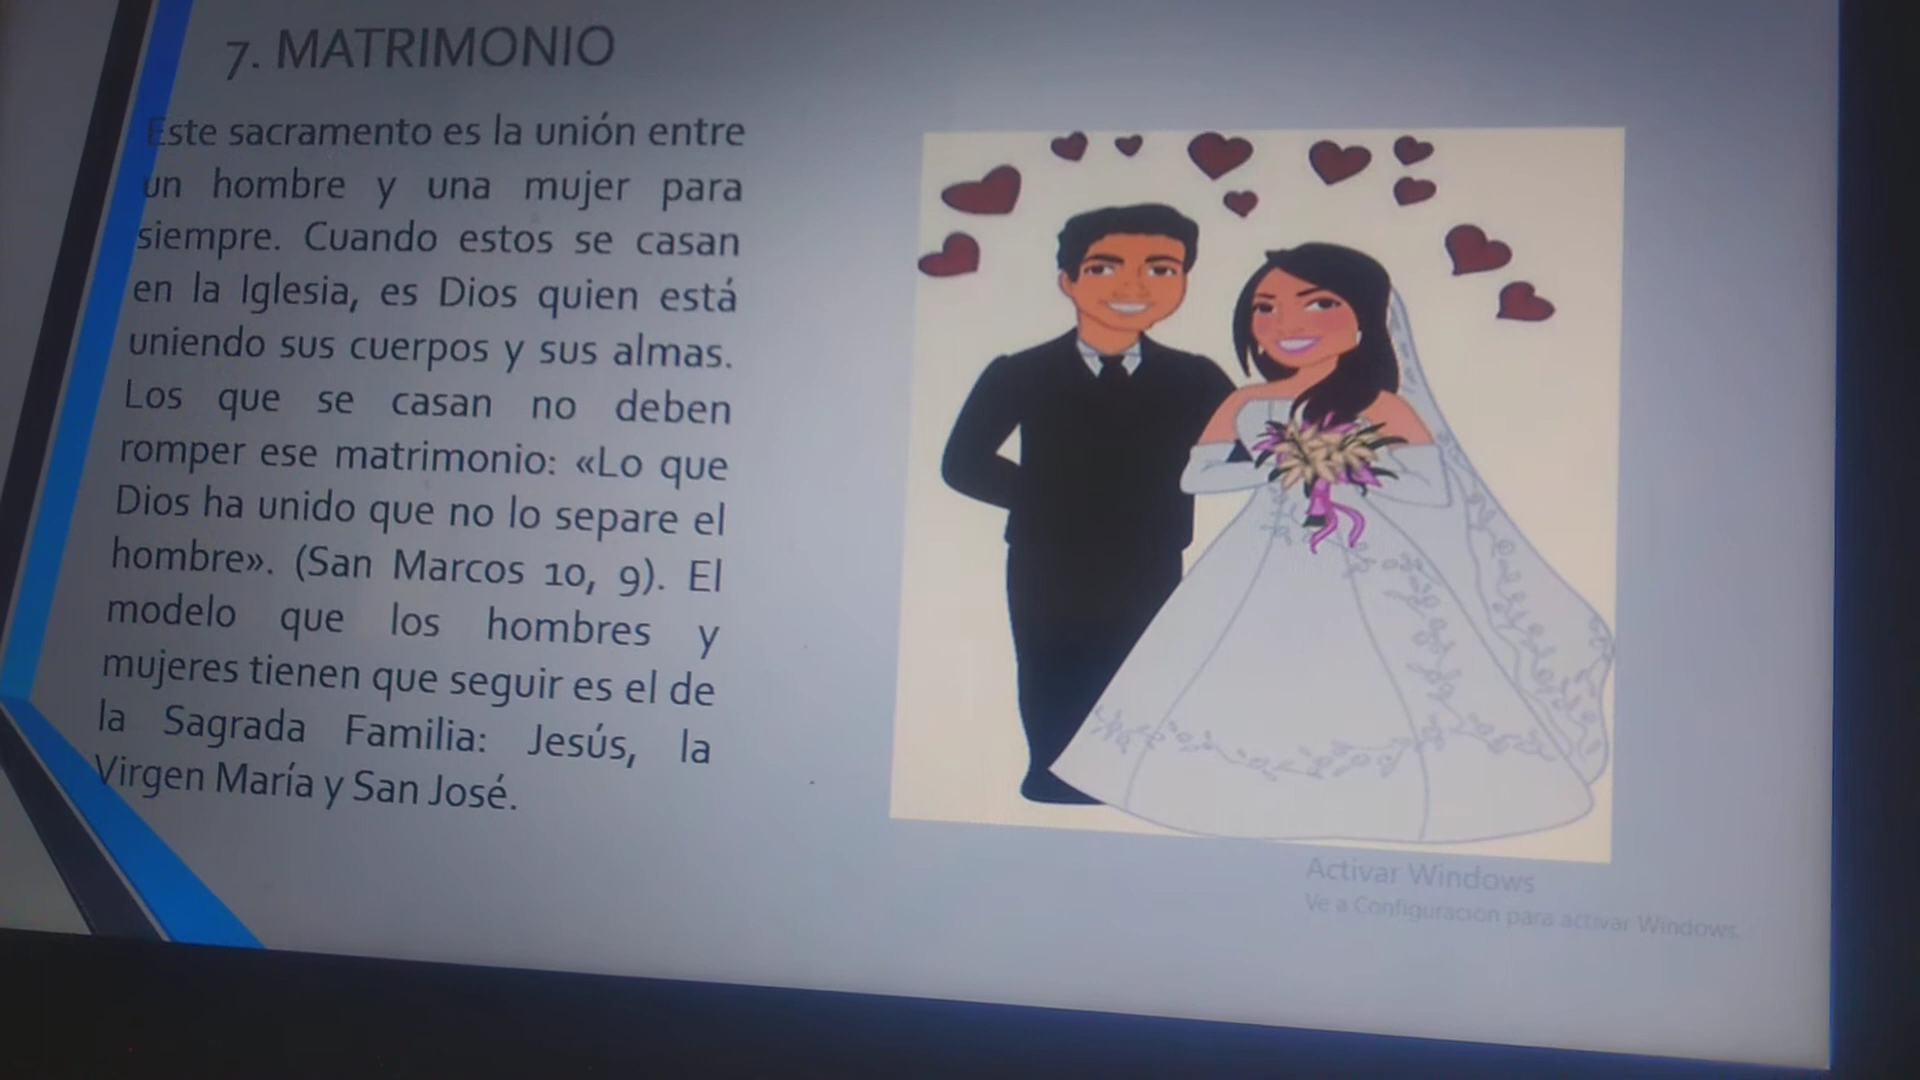 7. MATRIMONIO
Este sacramento es la unión entre
un hombre y una mujer para
siempre. Cuando estos se casan
en la Iglesia, es Dios quien está
uniendo sus cuerpos y sus almas.
Los que se casan no deben
romper ese matrimonio: «Lo que
Dios ha unido que no lo separe el
hombre». (San Marcos 10, 9). El
modelo que los hombres y
mujeres tienen que seguir es el de
la Sagrada Familia: Jesús, la
Virgen María y San José.
Activar Windows
Ve a Configuración para activar Windows.